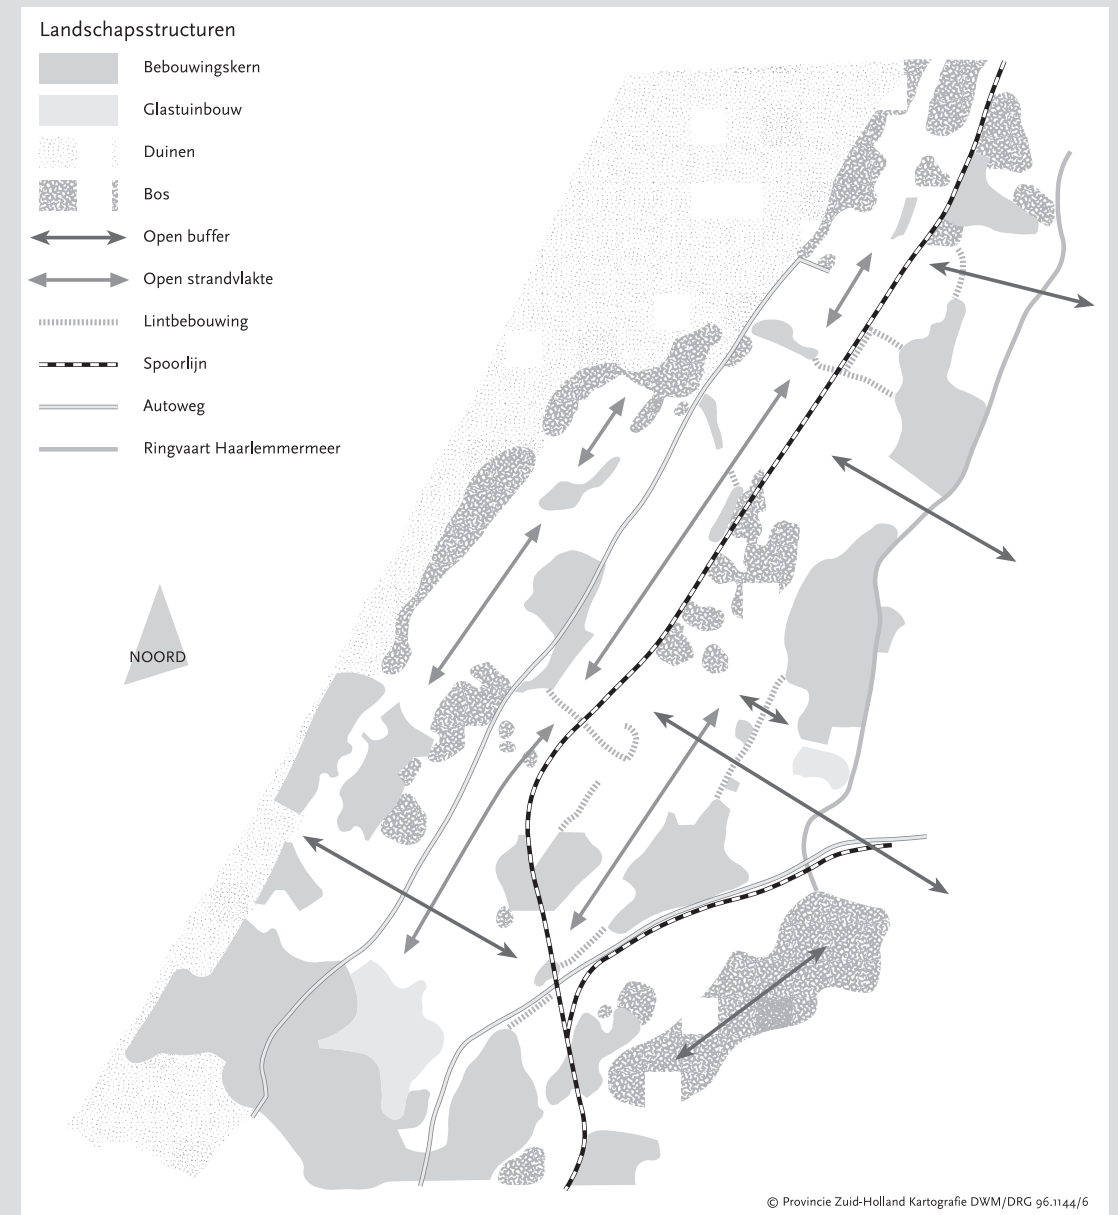 Landschapsstructuren
Bebouwingskern
Glastuinbouw
Duinen
Bos
Open buffer
Open strandvlakte
Lintbebouwing
Spoorlijn
Autoweg
Ringvaart Haarlemmermeer
NOORD
© Provincie Zuid-Holland Kartografie DWM/DRG 96.1144/6